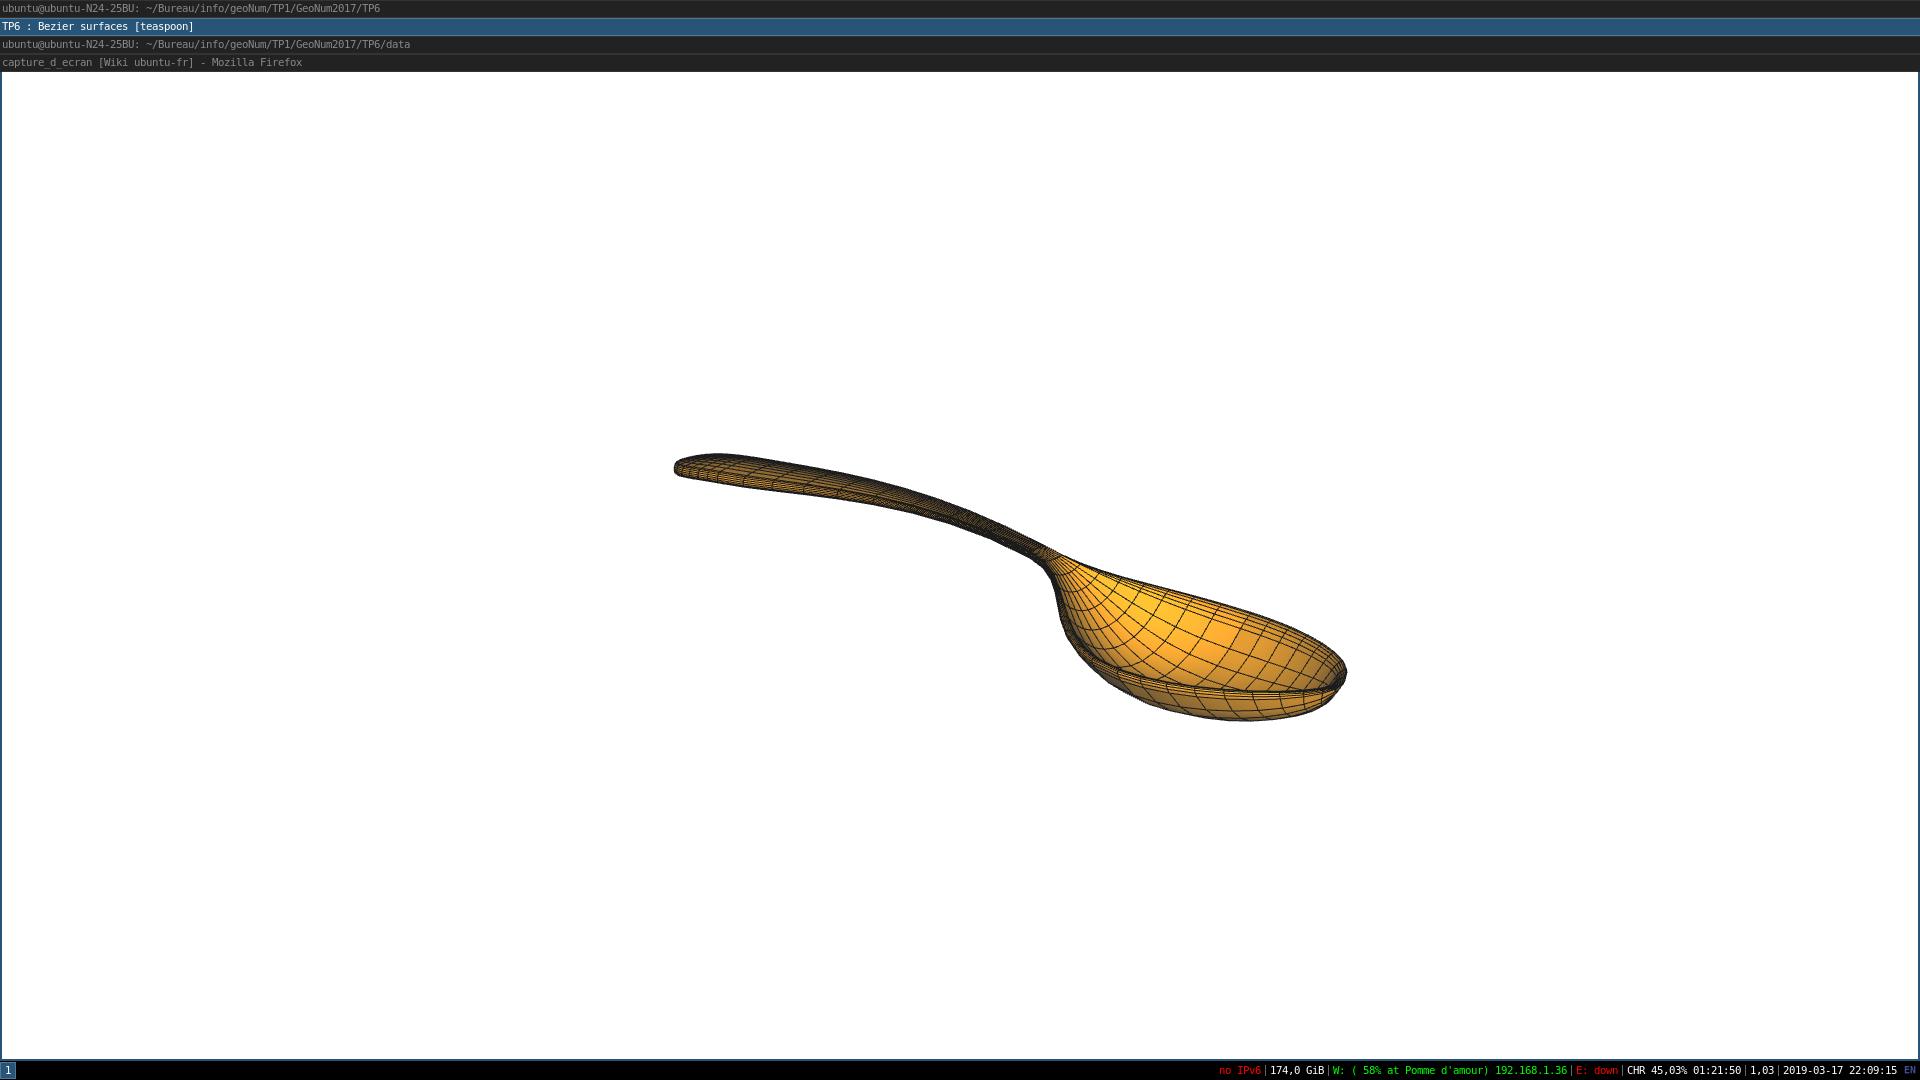 ubuntu@ubuntu-N24-25BU: ~/Bureau/info/geoNum/TP1/GeoNum2017/TP6
TP6 : Bezier surfaces [teaspoon]
ubuntu@ubuntu-N24-25BU: ~/Bureau/info/geoNum/TP1/GeoNum2017/TP6/data
capture_d_ecran [Wiki ubuntu-fr] - Mozilla Firefox
1 no IPv6|174,0 GiB|W: ( 58% at Pomme d'amour) 192.168.1.36|E: down|CHR 45,03% 01:21:50|1,03|2019-03-17 22:09:15 EN